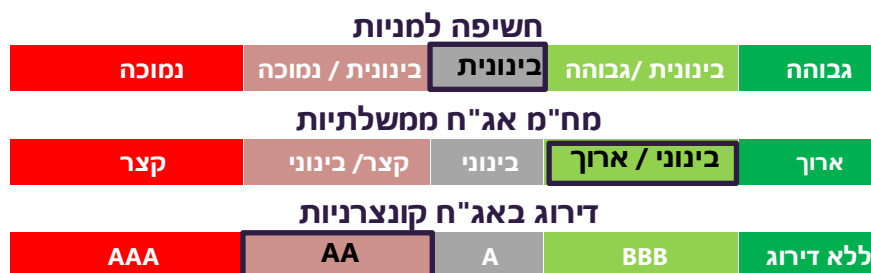 חשיפה למניות
גבוהה בינונית /גבוהה בינונית בינונית / נמוכה נמוכה
מח"מ אג"ח ממשלתיות
ארוך בינוני / ארוך בינוני קצר/ בינוני קצר
דירוג באג"ח קונצרניות
ללא דירוג BBB A AA AAA